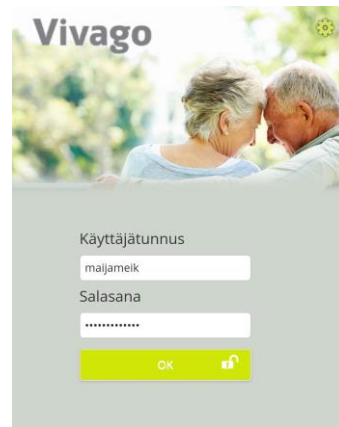 Vivago
Käyttäjätunnus
maijameik
Salasana
•••••••••••••
OK